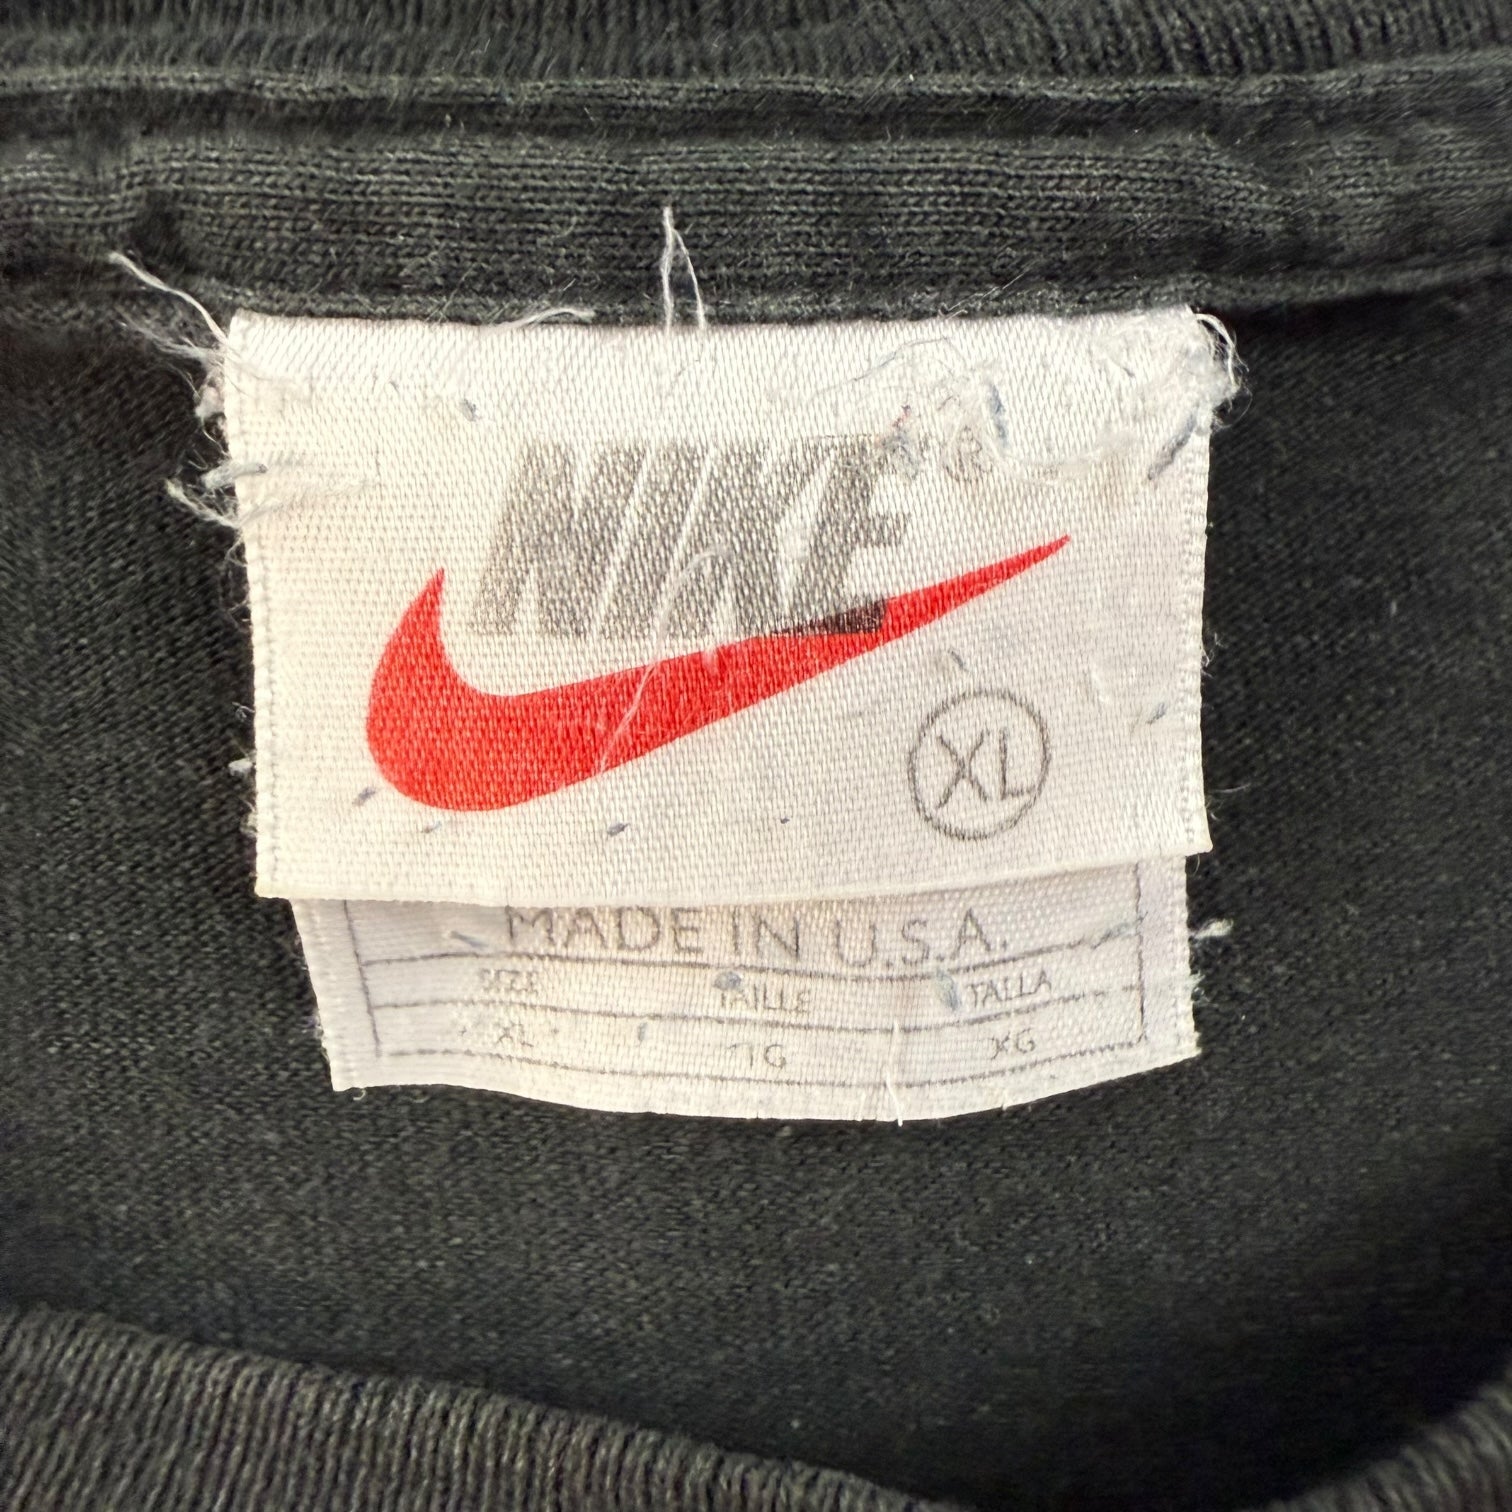 NIKE®
XL
MADE IN U.S.A.
SIZE TAILLE TALLA
XL TG XG